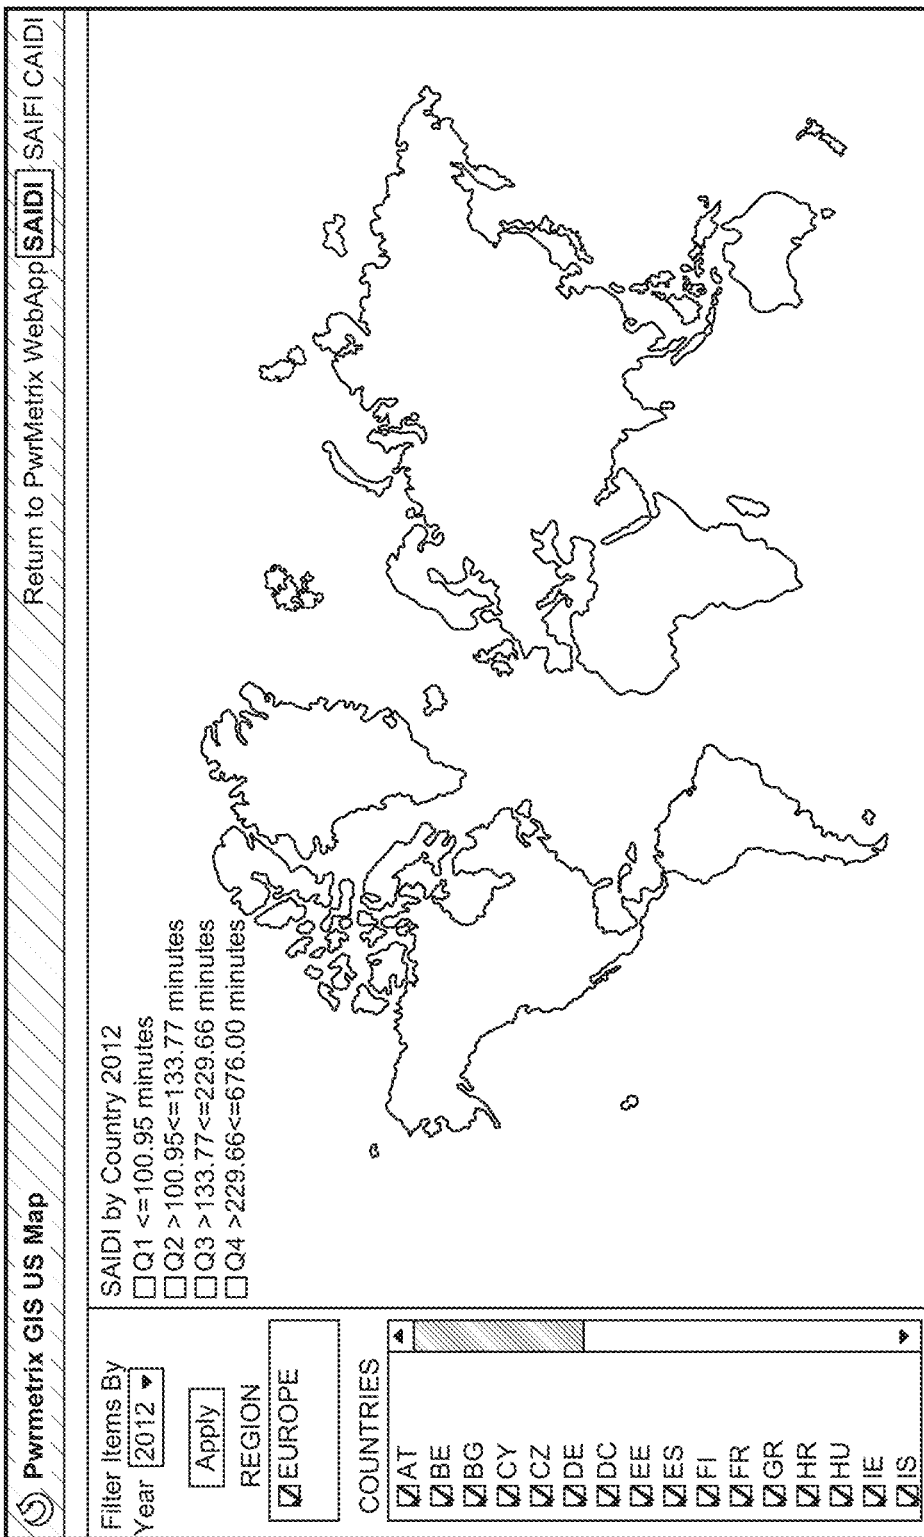 Pwrmetrix GIS US Map
Return to PwrMetrix WebApp SAIDI SAIFI CAIDI
Filter Items By
Year 2012
Apply
REGION
EUROPE
COUNTRIES
AT
BE
BG
CY
CZ
DE
DC
EE
ES
FI
FR
GR
HR
HU
IE
IS
SAIDI by Country 2012
Q1 <=100.95 minutes
Q2 >100.95<=133.77 minutes
Q3 >133.77<=229.66 minutes
Q4 >229.66<=676.00 minutes